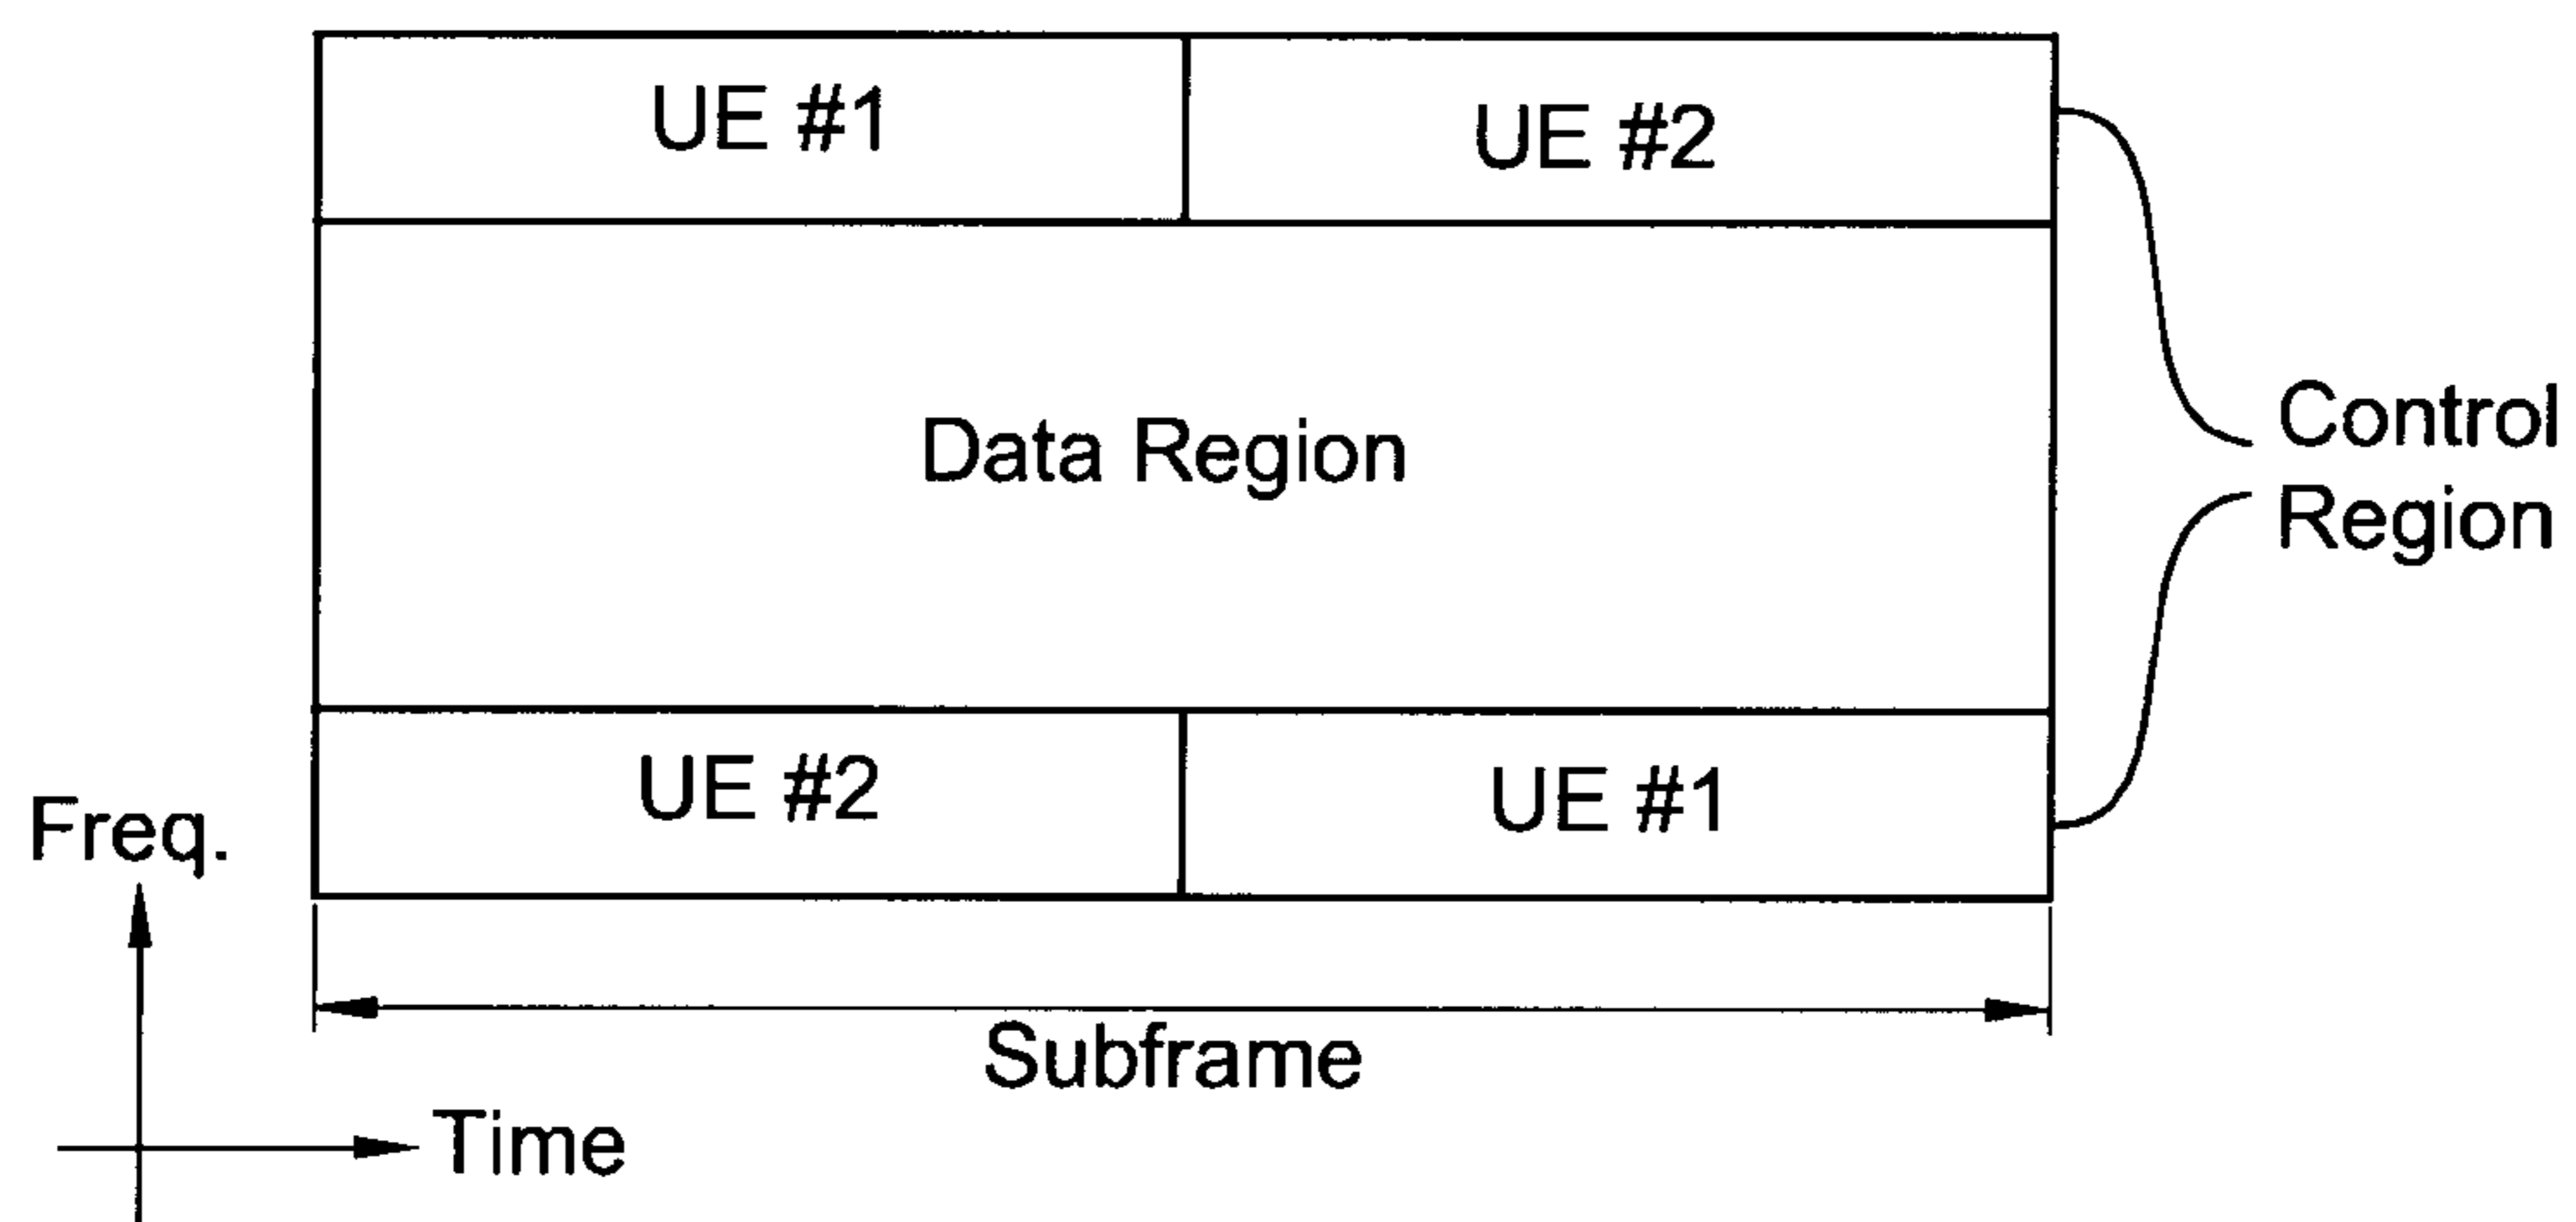 UE #1
UE #2
Data Region
Control
Region
UE #2
UE #1
Freq.
Subframe
Time